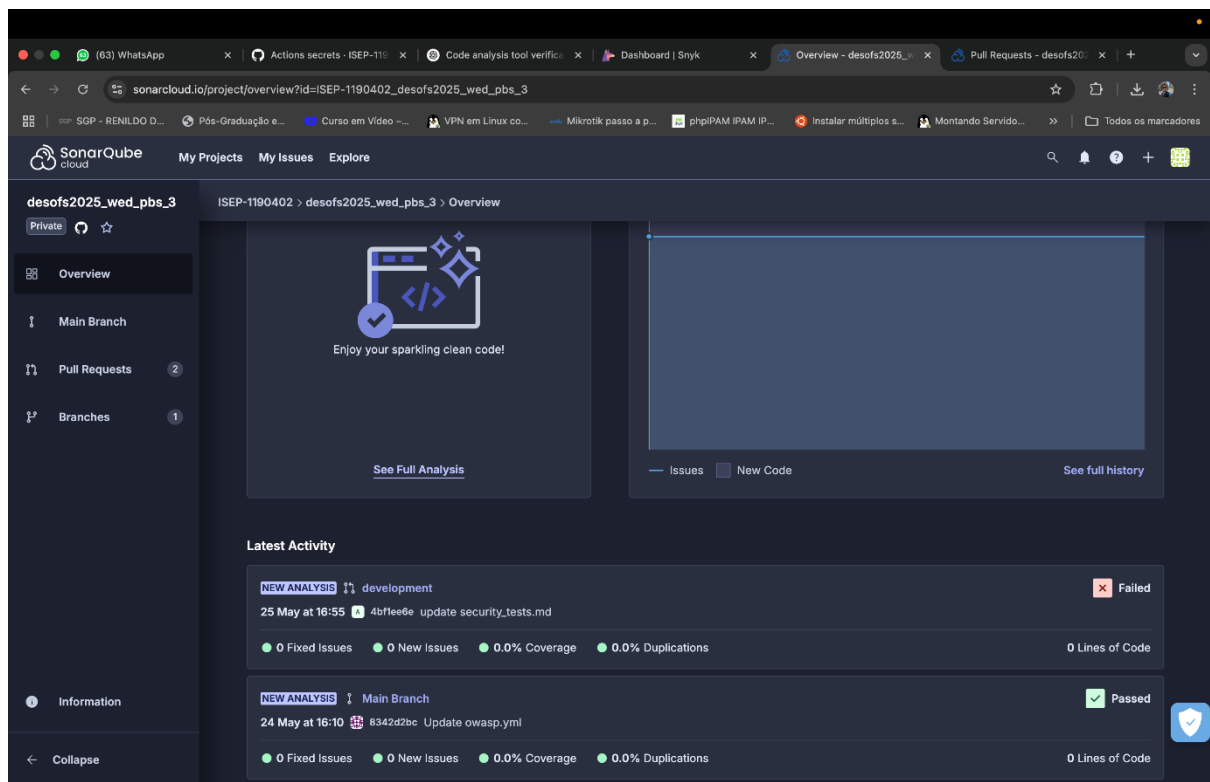 (63) WhatsApp
Actions secrets · ISEP-119
Code analysis tool verifica
Dashboard | Snyk
Overview - desofs2025_w
Pull Requests - desofs202
sonarcloud.io/project/overview?id=ISEP-1190402_desofs2025_wed_pbs_3
SGP - RENILDO D...
Pós-Graduação e...
Curso em Vídeo –...
VPN em Linux co...
Mikrotik passo a p...
phpIPAM IPAM IP...
Instalar múltiplos s...
Montando Servido...
»
Todos os marcadores
SonarQube
cloud
My Projects My Issues Explore
desofs2025_wed_pbs_3
Private
ISEP-1190402 > desofs2025_wed_pbs_3 > Overview
Overview
Main Branch
Pull Requests 2
Branches 1
Information
Collapse
Enjoy your sparkling clean code!
See Full Analysis
Issues New Code See full history
Latest Activity
NEW ANALYSIS development Failed
25 May at 16:55 A 4bf1ee6e update security_tests.md
0 Fixed Issues 0 New Issues 0.0% Coverage 0.0% Duplications 0 Lines of Code
NEW ANALYSIS Main Branch Passed
24 May at 16:10 8342d2bc Update owasp.yml
0 Fixed Issues 0 New Issues 0.0% Coverage 0.0% Duplications 0 Lines of Code